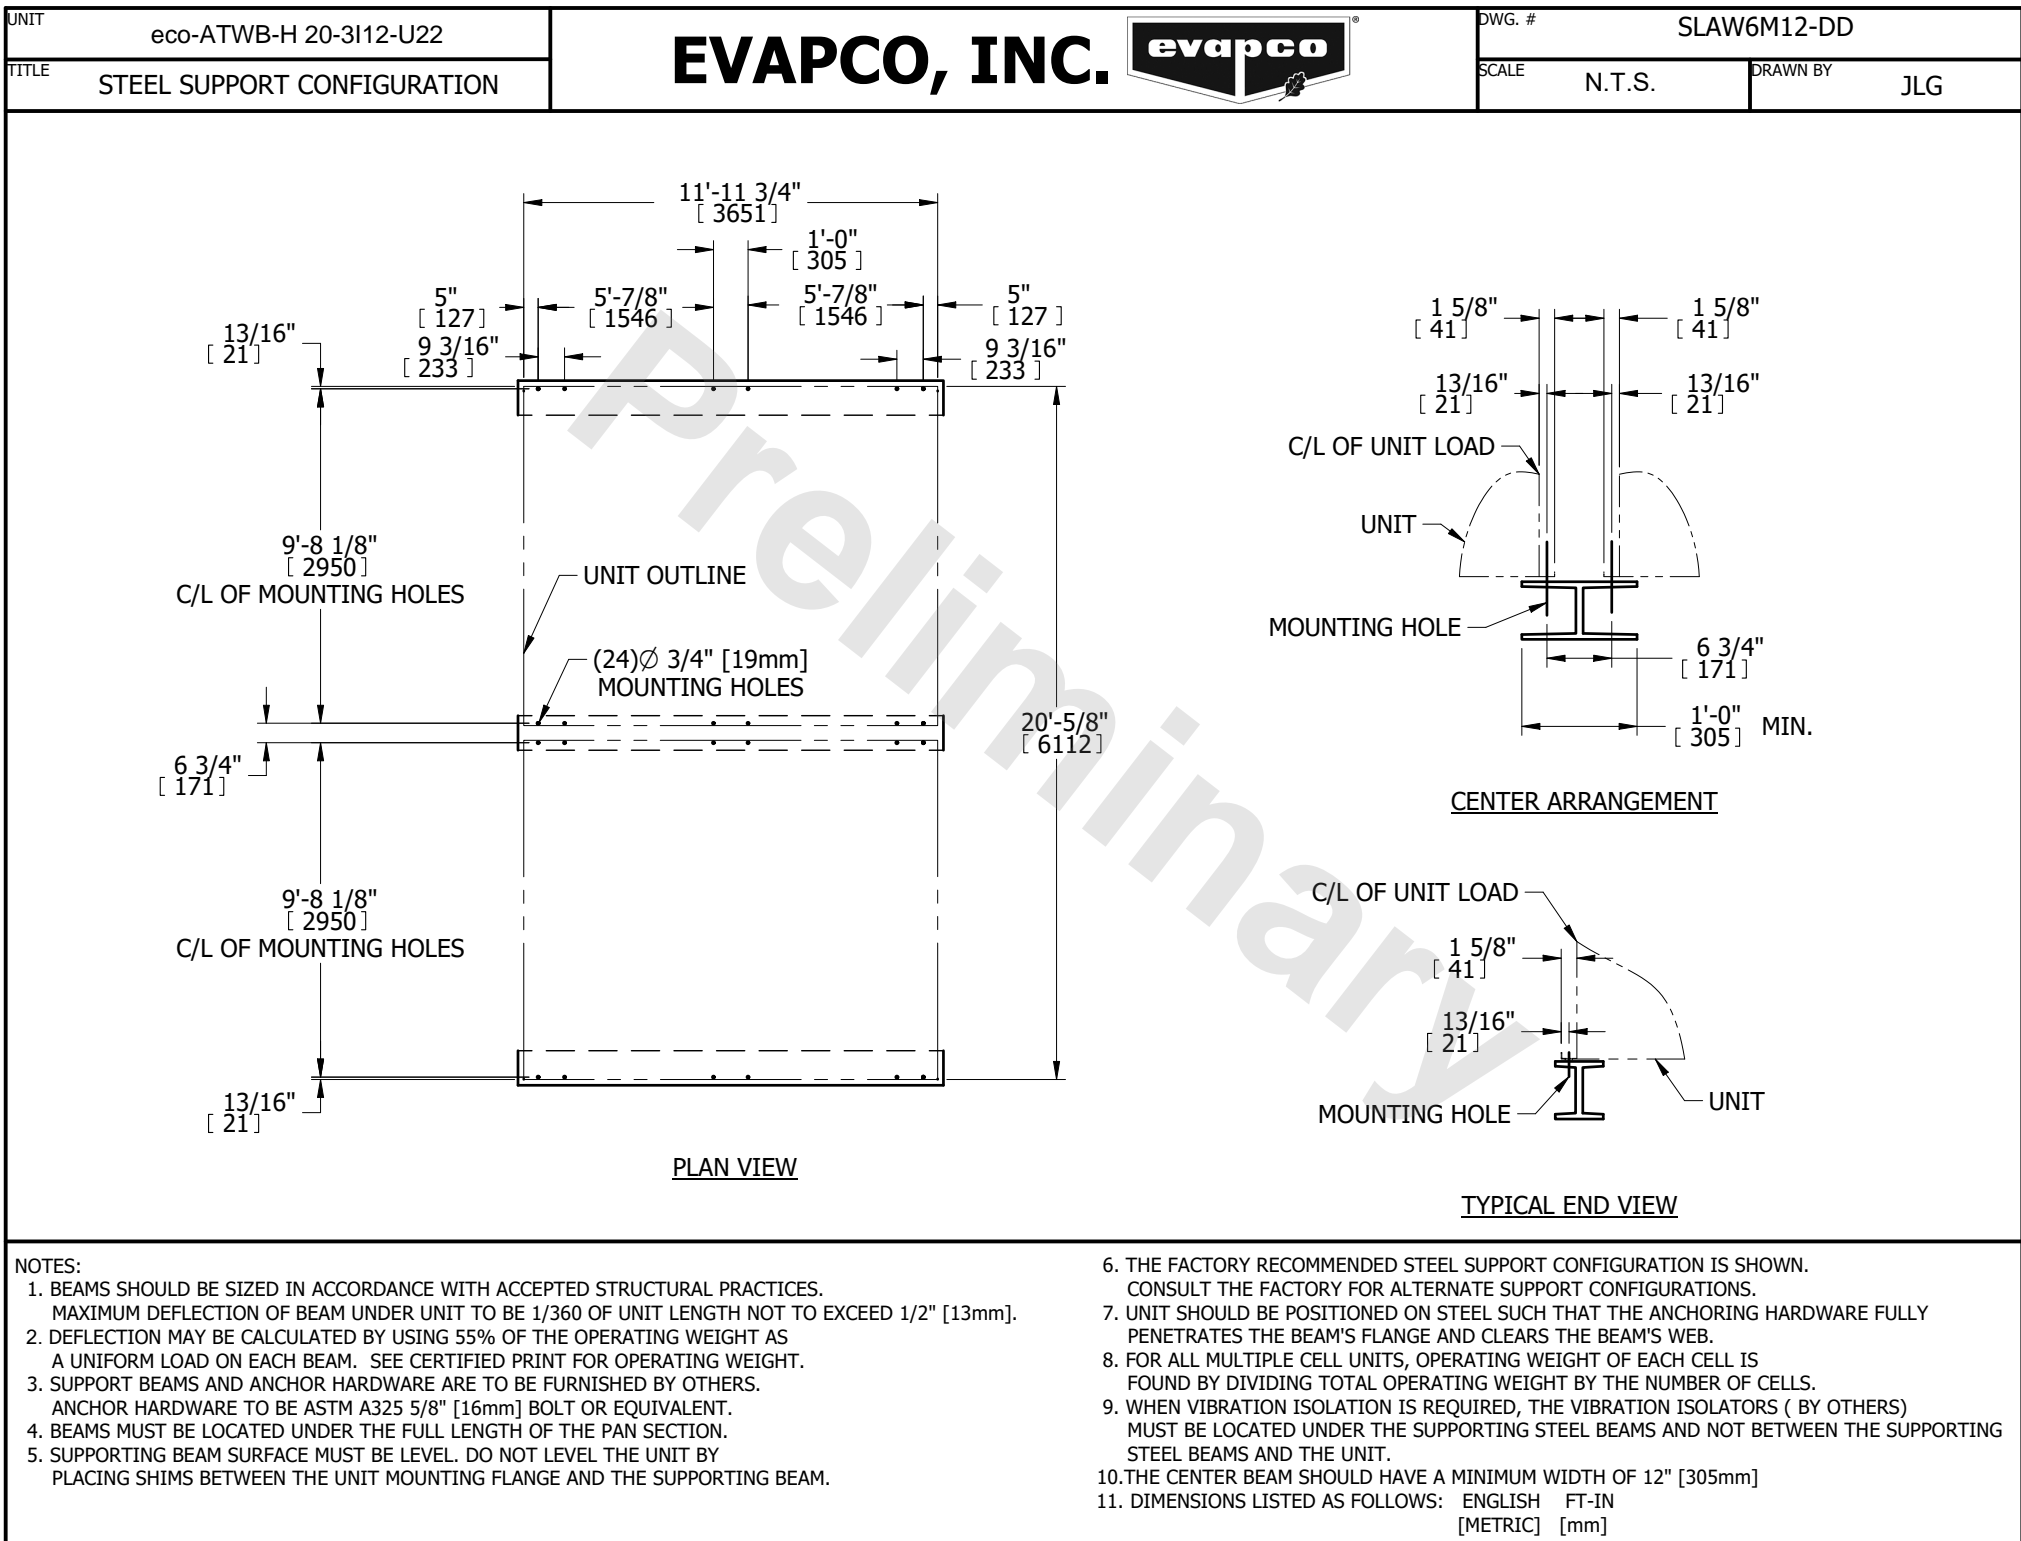 UNIT
eco-ATWB-H 20-3I12-U22
TITLE
STEEL SUPPORT CONFIGURATION
EVAPCO, INC.
evapco
®
DWG. #
SLAW6M12-DD
SCALE
N.T.S.
DRAWN BY
JLG
11'-11 3/4"
[ 3651 ]
1'-0"
[ 305 ]
5"
[ 127 ]
5'-7/8"
[ 1546 ]
5'-7/8"
[ 1546 ]
5"
[ 127 ]
13/16"
[ 21 ]
9 3/16"
[ 233 ]
9 3/16"
[ 233 ]
9'-8 1/8"
[ 2950 ]
C/L OF MOUNTING HOLES
UNIT OUTLINE
(24)Ø 3/4" [19mm]
MOUNTING HOLES
20'-5/8"
[ 6112 ]
6 3/4"
[ 171 ]
9'-8 1/8"
[ 2950 ]
C/L OF MOUNTING HOLES
13/16"
[ 21 ]
PLAN VIEW
1 5/8"
[ 41 ]
1 5/8"
[ 41 ]
13/16"
[ 21 ]
13/16"
[ 21 ]
C/L OF UNIT LOAD
UNIT
MOUNTING HOLE
6 3/4"
[ 171 ]
1'-0"
[ 305 ]
MIN.
CENTER ARRANGEMENT
C/L OF UNIT LOAD
1 5/8"
[ 41 ]
13/16"
[ 21 ]
MOUNTING HOLE
UNIT
TYPICAL END VIEW
Preliminary
NOTES:
1. BEAMS SHOULD BE SIZED IN ACCORDANCE WITH ACCEPTED STRUCTURAL PRACTICES.
MAXIMUM DEFLECTION OF BEAM UNDER UNIT TO BE 1/360 OF UNIT LENGTH NOT TO EXCEED 1/2" [13mm].
2. DEFLECTION MAY BE CALCULATED BY USING 55% OF THE OPERATING WEIGHT AS
A UNIFORM LOAD ON EACH BEAM. SEE CERTIFIED PRINT FOR OPERATING WEIGHT.
3. SUPPORT BEAMS AND ANCHOR HARDWARE ARE TO BE FURNISHED BY OTHERS.
ANCHOR HARDWARE TO BE ASTM A325 5/8" [16mm] BOLT OR EQUIVALENT.
4. BEAMS MUST BE LOCATED UNDER THE FULL LENGTH OF THE PAN SECTION.
5. SUPPORTING BEAM SURFACE MUST BE LEVEL. DO NOT LEVEL THE UNIT BY
PLACING SHIMS BETWEEN THE UNIT MOUNTING FLANGE AND THE SUPPORTING BEAM.
6. THE FACTORY RECOMMENDED STEEL SUPPORT CONFIGURATION IS SHOWN.
CONSULT THE FACTORY FOR ALTERNATE SUPPORT CONFIGURATIONS.
7. UNIT SHOULD BE POSITIONED ON STEEL SUCH THAT THE ANCHORING HARDWARE FULLY
PENETRATES THE BEAM'S FLANGE AND CLEARS THE BEAM'S WEB.
8. FOR ALL MULTIPLE CELL UNITS, OPERATING WEIGHT OF EACH CELL IS
FOUND BY DIVIDING TOTAL OPERATING WEIGHT BY THE NUMBER OF CELLS.
9. WHEN VIBRATION ISOLATION IS REQUIRED, THE VIBRATION ISOLATORS ( BY OTHERS)
MUST BE LOCATED UNDER THE SUPPORTING STEEL BEAMS AND NOT BETWEEN THE SUPPORTING
STEEL BEAMS AND THE UNIT.
10.THE CENTER BEAM SHOULD HAVE A MINIMUM WIDTH OF 12" [305mm]
11. DIMENSIONS LISTED AS FOLLOWS: ENGLISH FT-IN
[METRIC] [mm]